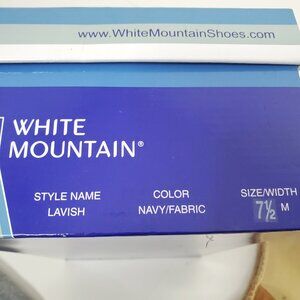 www.WhiteMountainShoes.com
WHITE
MOUNTAIN®
STYLE NAME COLOR SIZE/WIDTH
LAVISH NAVY/FABRIC 7½ M